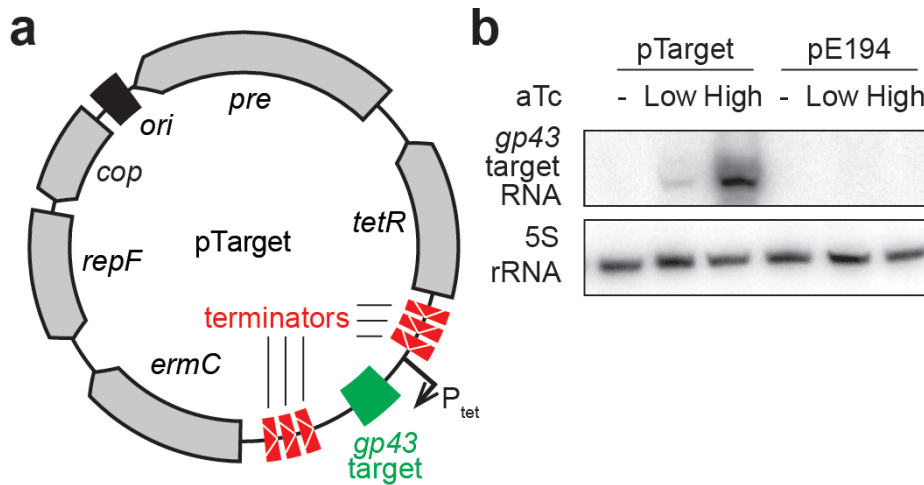 a
pre
ori
cop
tetR
pTarget
repF
terminators
ermC
P tet
gp43
target
b
pTarget pE194
aTc - Low High - Low High
gp43
target
RNA
5S
rRNA